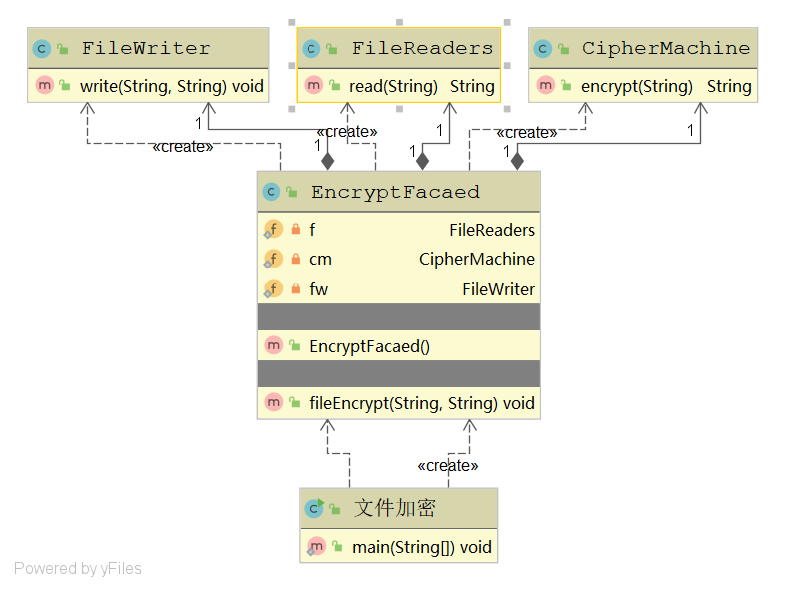 FileWriter
write(String, String) void
FileReaders
read(String) String
CipherMachine
encrypt(String) String
1
«create»
1
«create»
1
1
«create»
1
1
EncryptFacaed
f FileReaders
cm CipherMachine
fw FileWriter
EncryptFacaed()
fileEncrypt(String, String) void
«create»
文件加密
main(String[]) void
Powered by yFiles